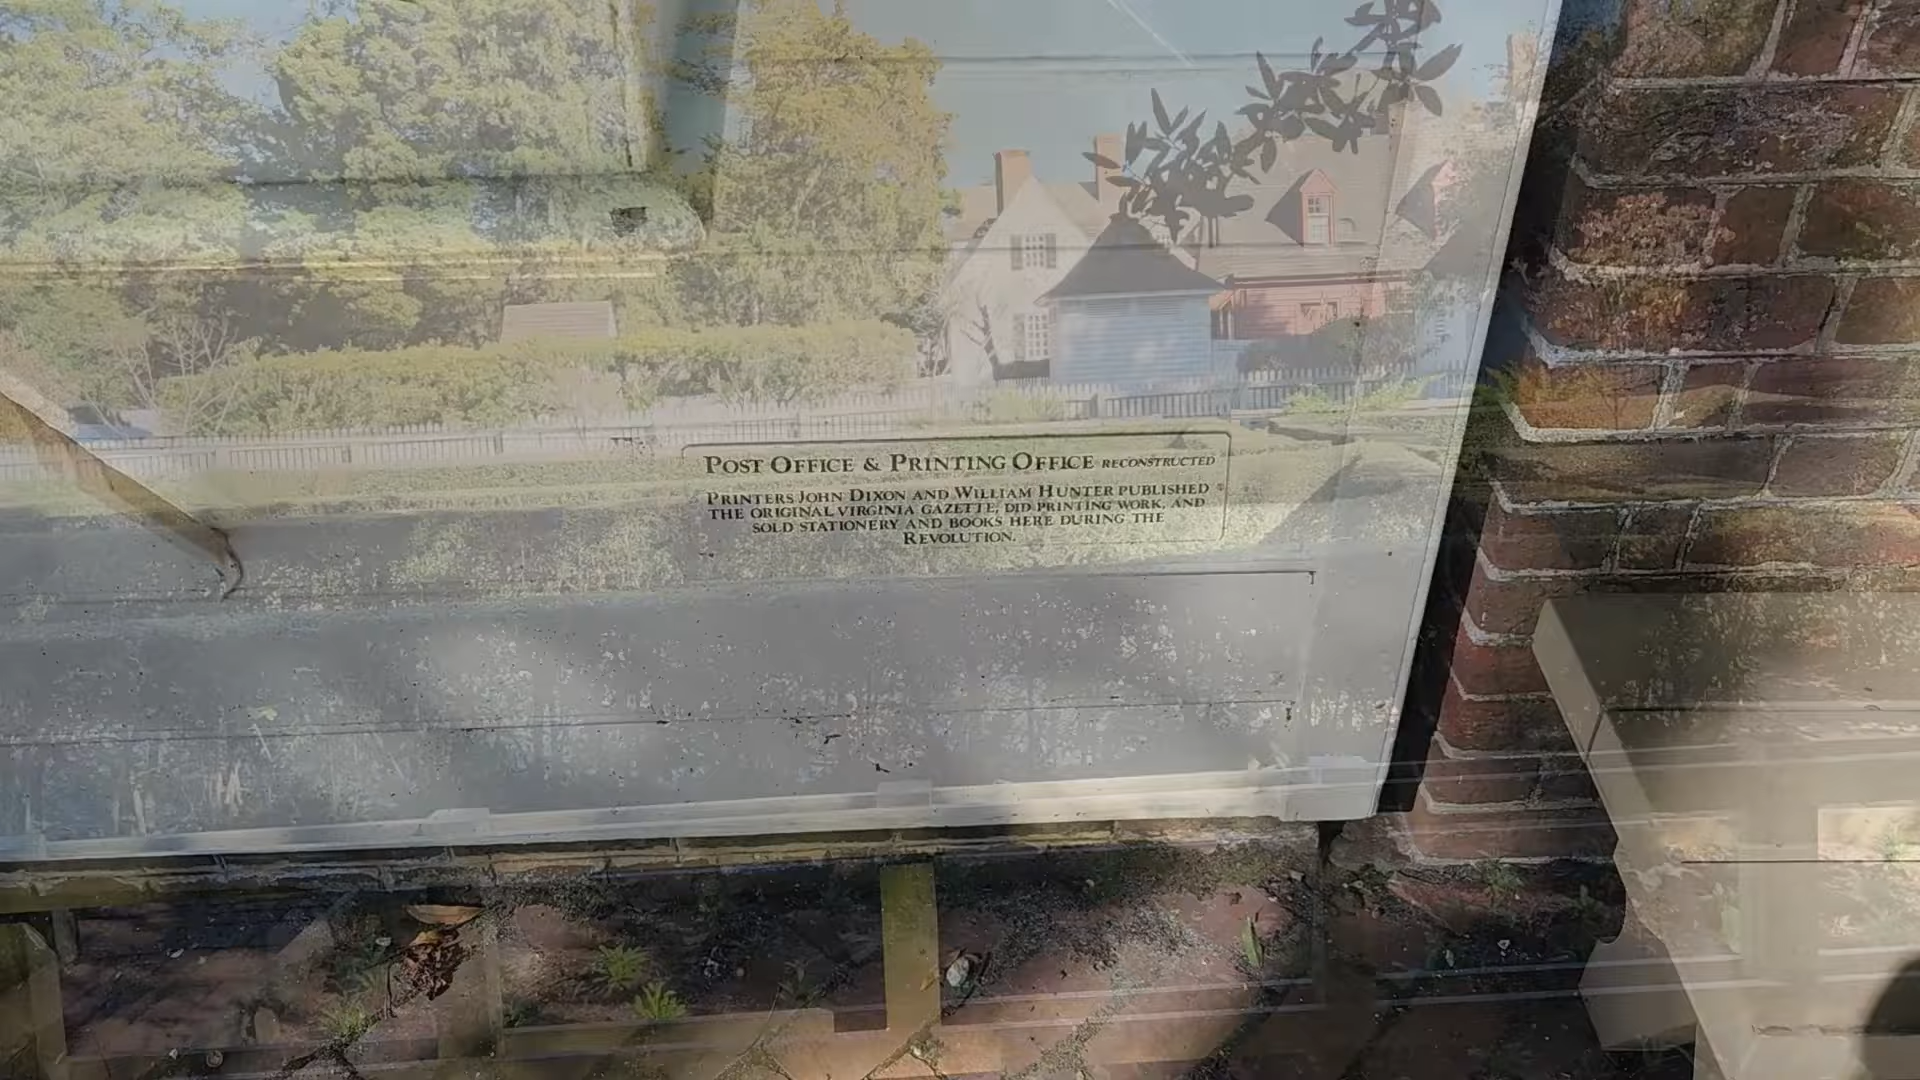 POST OFFICE & PRINTING OFFICE RECONSTRUCTED
PRINTERS JOHN DIXON AND WILLIAM HUNTER PUBLISHED
THE ORIGINAL VIRGINIA GAZETTE, DID PRINTING WORK, AND
SOLD STATIONERY AND BOOKS HERE DURING THE
REVOLUTION.